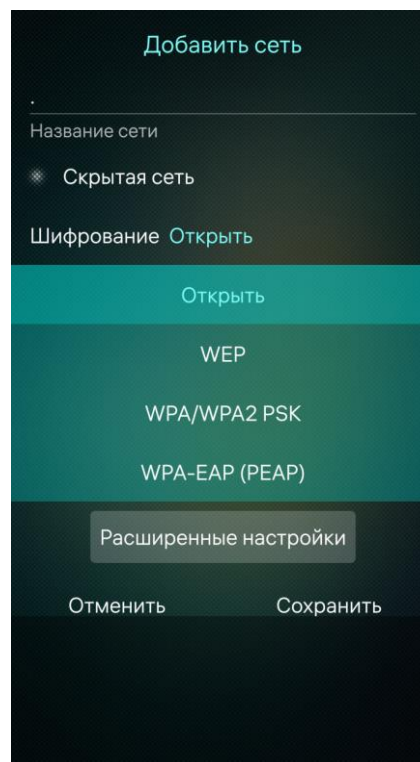 Добавить сеть
.
Название сети
Скрытая сеть
Шифрование Открыть
Открыть
WEP
WPA/WPA2 PSK
WPA-EAP (PEAP)
Расширенные настройки
Отменить Сохранить